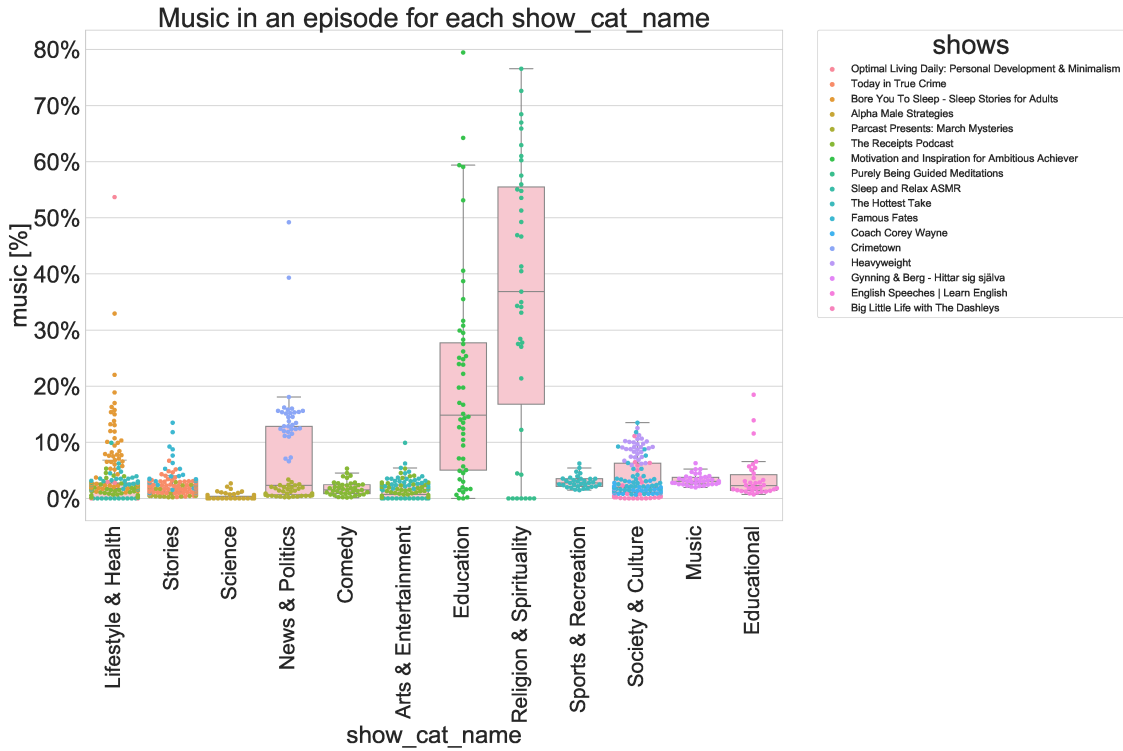 Music in an episode for each show_cat_name
music [%]
80%
70%
60%
50%
40%
30%
20%
10%
0%
Lifestyle & Health
Stories
Science
News & Politics
Comedy
Arts & Entertainment
Education
Religion & Spirituality
Sports & Recreation
Society & Culture
Music
Educational
show_cat_name
shows
Optimal Living Daily: Personal Development & Minimalism
Today in True Crime
Bore You To Sleep - Sleep Stories for Adults
Alpha Male Strategies
Parcast Presents: March Mysteries
The Receipts Podcast
Motivation and Inspiration for Ambitious Achiever
Purely Being Guided Meditations
Sleep and Relax ASMR
The Hottest Take
Famous Fates
Coach Corey Wayne
Crimetown
Heavyweight
Gynning & Berg - Hittar sig själva
English Speeches | Learn English
Big Little Life with The Dashleys